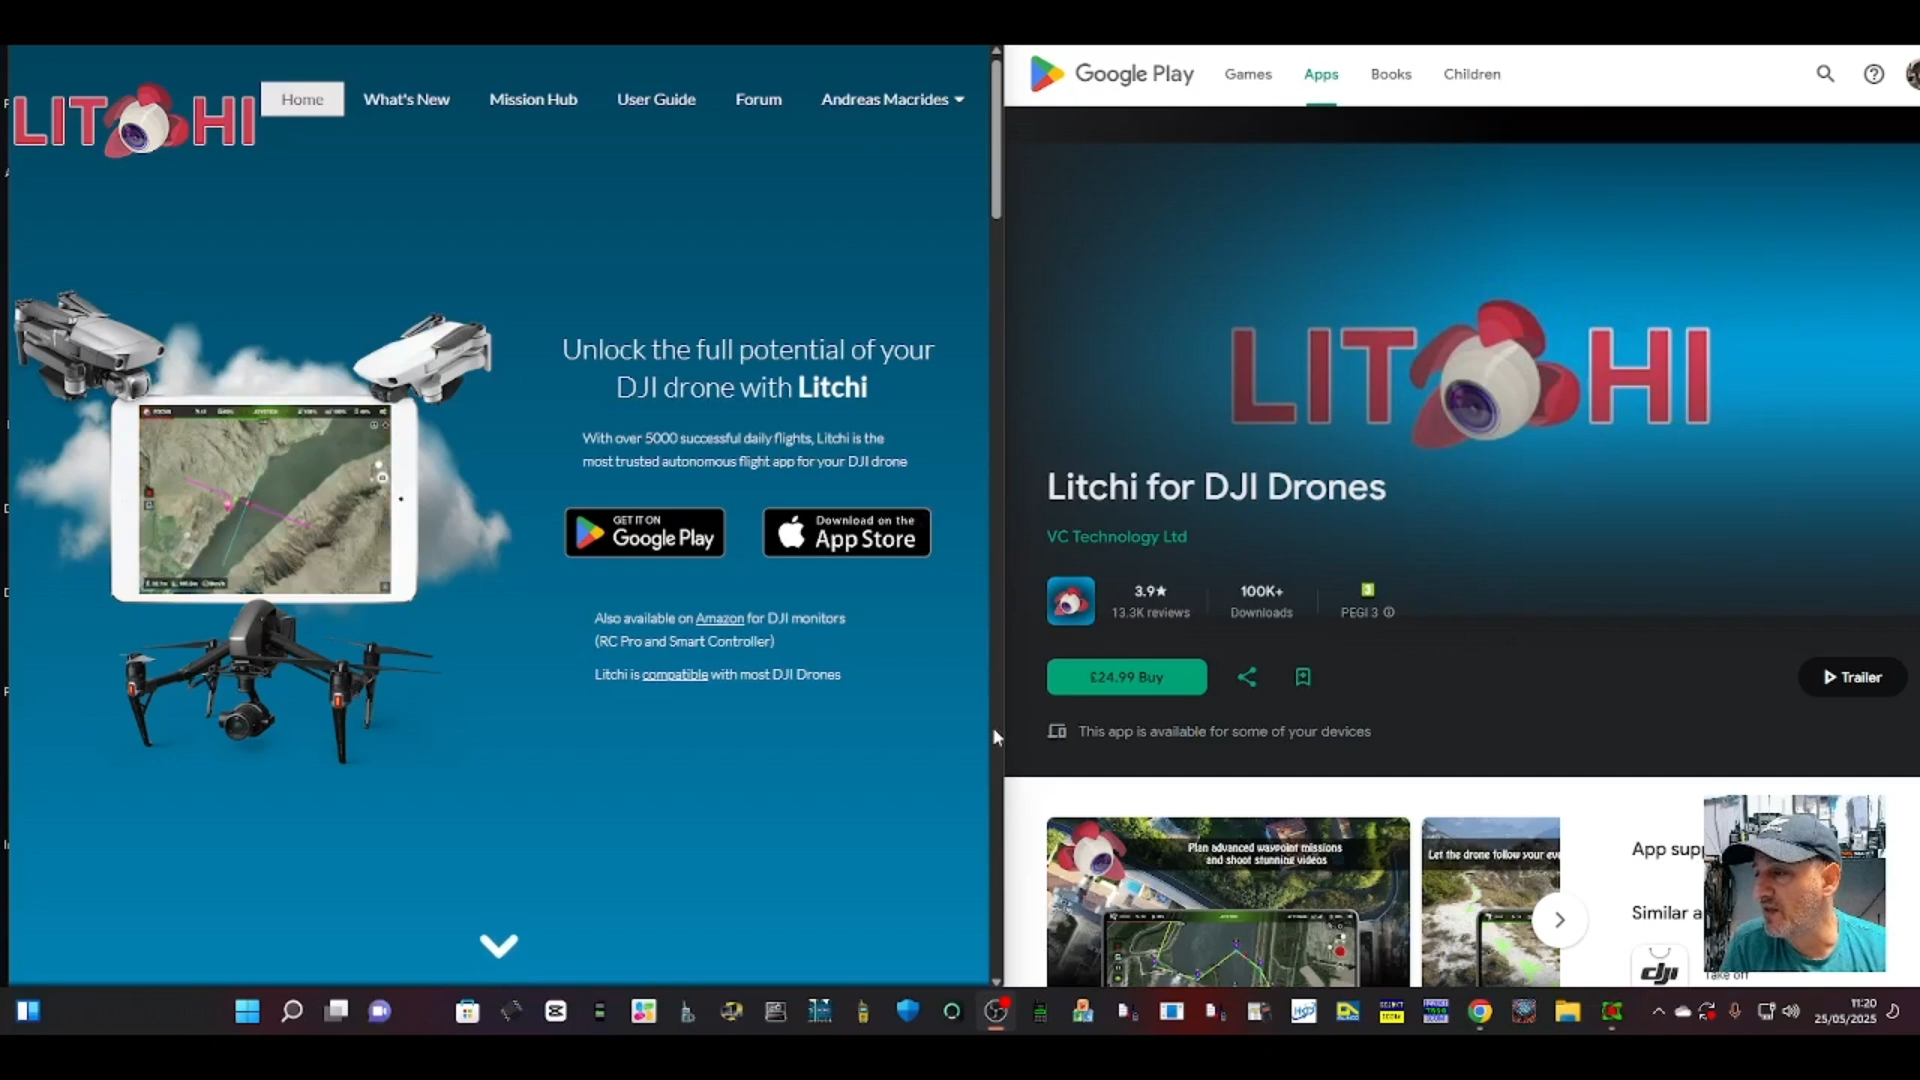 LITCHI
Home
What's New
Mission Hub
User Guide
Forum
Andreas Macrides
Unlock the full potential of your
DJI drone with Litchi
With over 5000 successful daily flights, Litchi is the
most trusted autonomous flight app for your DJI drone
GET IT ON
Google Play
Download on the
App Store
Also available on Amazon for DJI monitors
(RC Pro and Smart Controller)
Litchi is compatible with most DJI Drones
Google Play
Games
Apps
Books
Children
LITCHI
Litchi for DJI Drones
VC Technology Ltd
3.9★
13.3K reviews
100K+
Downloads
3
PEGI 3
£24.99 Buy
Trailer
This app is available for some of your devices
Plan advanced waypoint missions
and shoot stunning videos
Let the drone follow your eve
App supp
Similar a
dji
Take off
11:20
25/05/2025